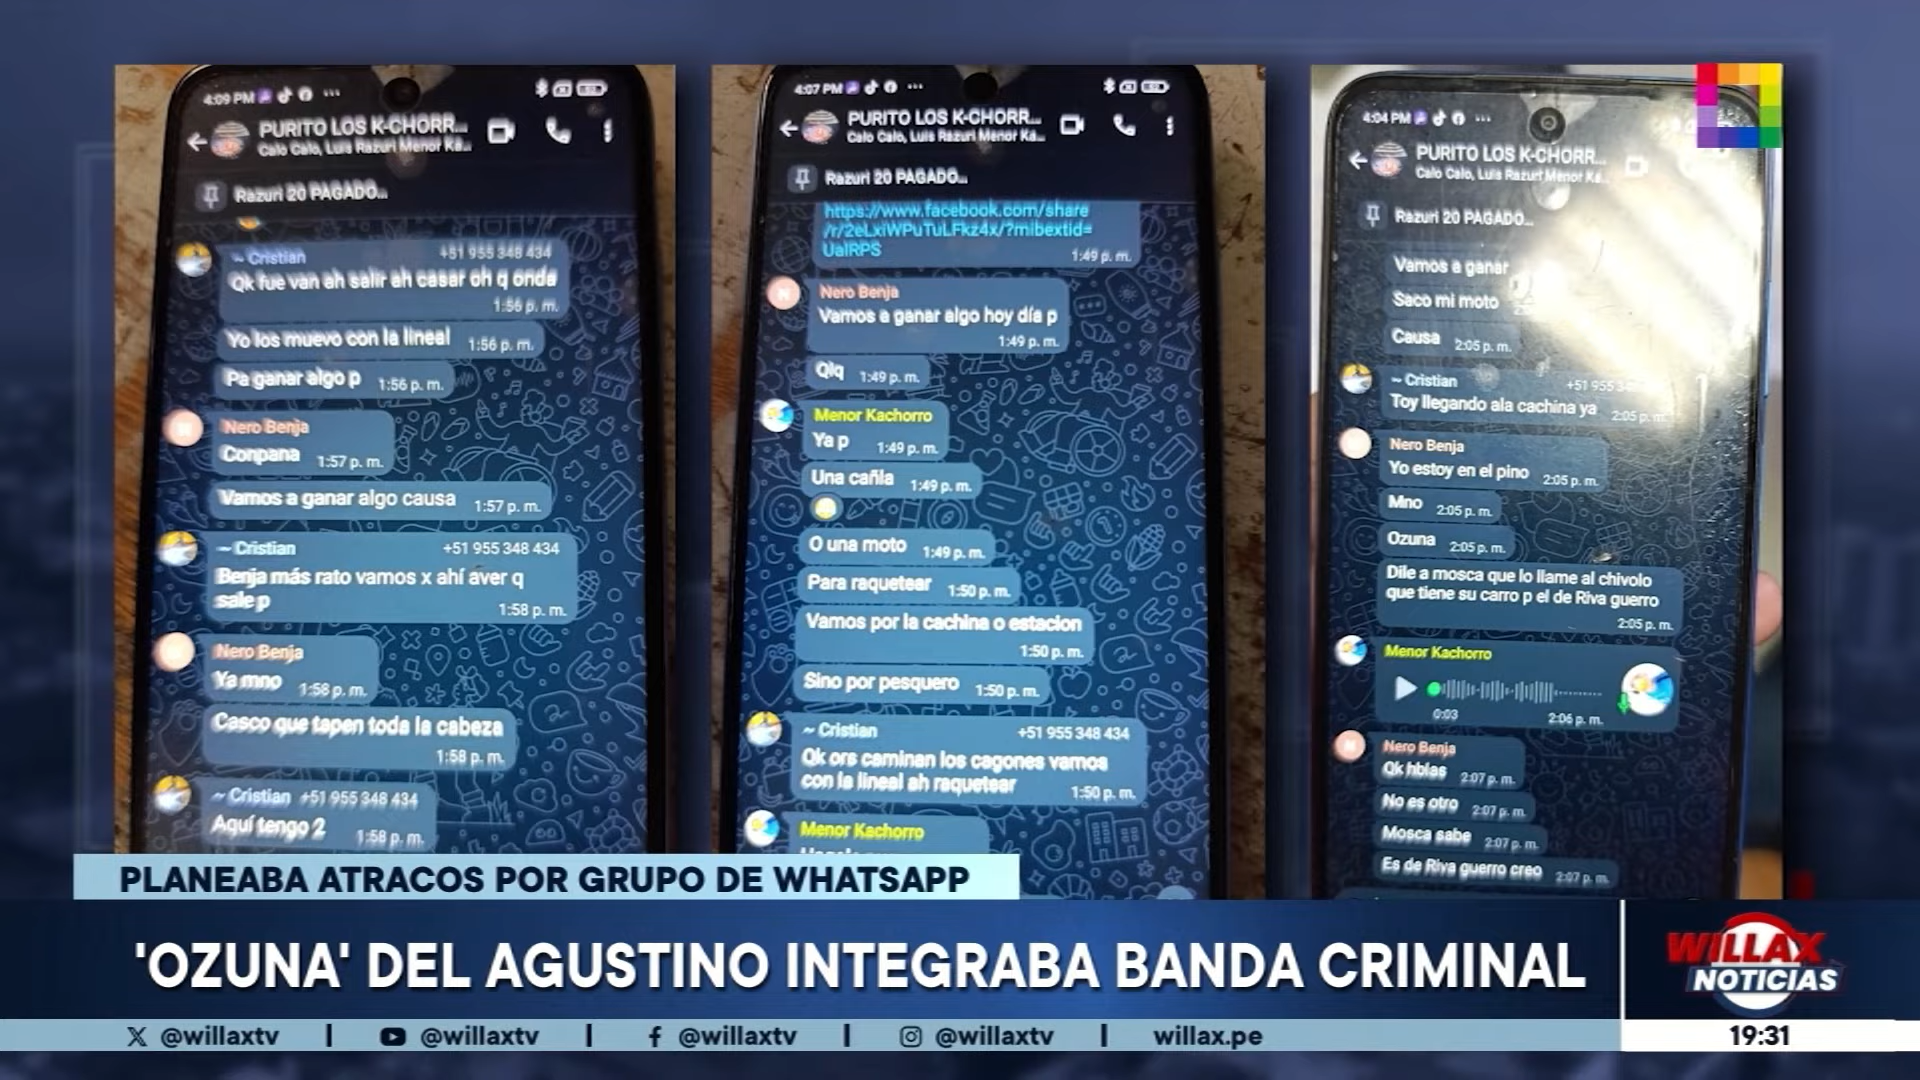 4:09 PM
PURITO LOS K-CHORR...
Calo Calo, Luis Razuri Menor Ka...
Razuri 20 PAGADO...
~ Cristian +51 955 348 434
Qk fue van ah salir ah casar oh q onda
1:56 p. m.
Yo los muevo con la lineal 1:56 p. m.
Pa ganar algo p 1:56 p. m.
Nero Benja
Conpana 1:57 p. m.
Vamos a ganar algo causa 1:57 p. m.
~ Cristian +51 955 348 434
Benja más rato vamos x ahí aver q
sale p 1:58 p. m.
Nero Benja
Ya mno 1:58 p. m.
Casco que tapen toda la cabeza
1:58 p. m.
~ Cristian +51 955 348 434
Aquí tengo 2 1:58 p. m.
4:07 PM
PURITO LOS K-CHORR...
Calo Calo, Luis Razuri Menor Ka...
Razuri 20 PAGADO...
https://www.facebook.com/share
/r/2eLxiWPuTuLFkz4x/?mibextid=
UalRPS 1:49 p. m.
Nero Benja
Vamos a ganar algo hoy día p
1:49 p. m.
Qlq 1:49 p. m.
Menor Kachorro
Ya p 1:49 p. m.
Una cañla 1:49 p. m.
O una moto 1:49 p. m.
Para raquetear 1:50 p. m.
Vamos por la cachina o estacion
1:50 p. m.
Sino por pesquero 1:50 p. m.
~ Cristian +51 955 348 434
Qk ors caminan los cagones vamos
con la lineal ah raquetear 1:50 p. m.
Menor Kachorro
4:04 PM
PURITO LOS K-CHORR...
Calo Calo, Luis Razuri Menor Ka...
Razuri 20 PAGADO...
Vamos a ganar
Saco mi moto
Causa 2:05 p. m.
~ Cristian +51 955 34
Toy llegando ala cachina ya 2:05 p. m.
Nero Benja
Yo estoy en el pino 2:05 p. m.
Mno 2:05 p. m.
Ozuna 2:05 p. m.
Dile a mosca que lo llame al chivolo
que tiene su carro p el de Riva guerro
2:05 p. m.
Menor Kachorro
0:03 2:06 p. m.
Nero Benja
Qk hblas 2:07 p. m.
No es otro 2:07 p. m.
Mosca sabe 2:07 p. m.
Es de Riva guerro creo 2:07 p. m.
PLANEABA ATRACOS POR GRUPO DE WHATSAPP
'OZUNA' DEL AGUSTINO INTEGRABA BANDA CRIMINAL
WILLAX
NOTICIAS
@willaxtv | @willaxtv | @willaxtv | @willaxtv | willax.pe
19:31